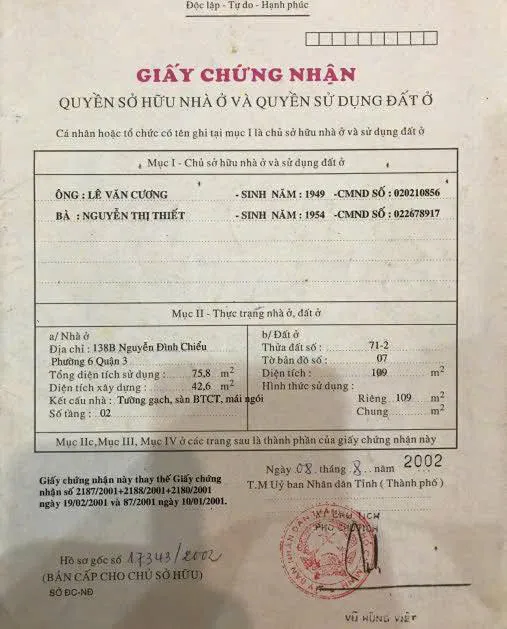 Độc lập - Tự do - Hạnh phúc
GIẤY CHỨNG NHẬN
QUYỀN SỞ HỮU NHÀ Ở VÀ QUYỀN SỬ DỤNG ĐẤT Ở
Cá nhân hoặc tổ chức có tên ghi tại mục I là chủ sở hữu nhà ở và sử dụng đất ở
Mục I - Chủ sở hữu nhà ở và sử dụng đất ở
ÔNG : LÊ VĂN CƯƠNG - SINH NĂM : 1949 -CMND SỐ : 020210856
BÀ : NGUYỄN THỊ THIẾT - SINH NĂM : 1954 -CMND SỐ : 022678917
Mục II - Thực trạng nhà ở, đất ở
a/ Nhà ở
Địa chỉ : 138B Nguyễn Đình Chiểu
Phường 6 Quận 3
Tổng diện tích sử dụng : 75,8 m²
Diện tích xây dựng : 42,6 m²
Kết cấu nhà : Tường gạch, sàn BTCT, mái ngói
Số tầng : 02
b/ Đất ở
Thửa đất số : 71-2
Tờ bản đồ số : 07
Diện tích : 109 m²
Hình thức sử dụng :
Riêng : 109 m²
Chung m²
Mục IIc, Mục III, Mục IV ở các trang sau là thành phần của giấy chứng nhận này
Giấy chứng nhận này thay thế Giấy chứng
nhận số 2187/2001+2188/2001+2180/2001
ngày 19/02/2001 và 87/2001 ngày 10/01/2001.
Hồ sơ gốc số 17343/2002
(BẢN CẤP CHO CHỦ SỞ HỮU)
SỞ ĐC-NĐ
Ngày 08 tháng 8 năm 2002
T.M Uỷ ban Nhân dân Tỉnh ( Thành phố )
CHỦ TỊCH
PHÓ CHỦ TỊCH
VŨ HÙNG VIỆT